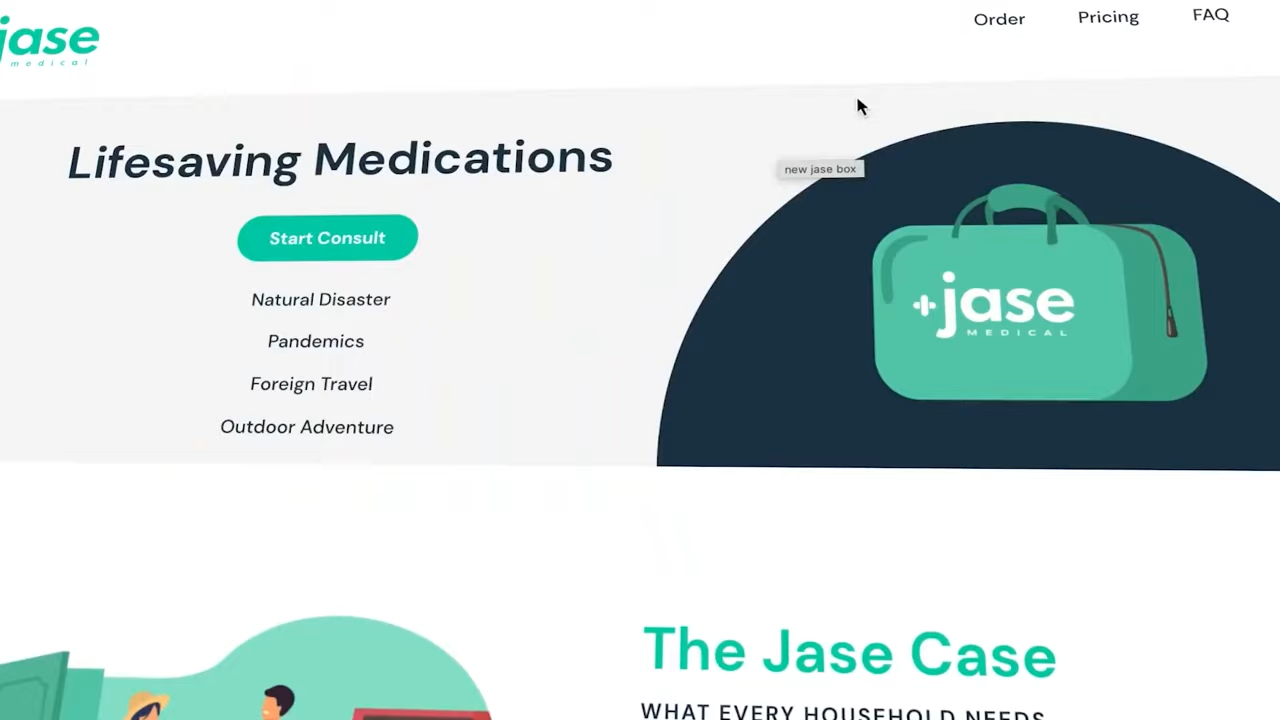 jase
medical
Order
Pricing
FAQ
Lifesaving Medications
new jase box
Start Consult
Natural Disaster
Pandemics
Foreign Travel
Outdoor Adventure
+jase
MEDICAL
The Jase Case
WHAT EVERY HOUSEHOLD NEEDS